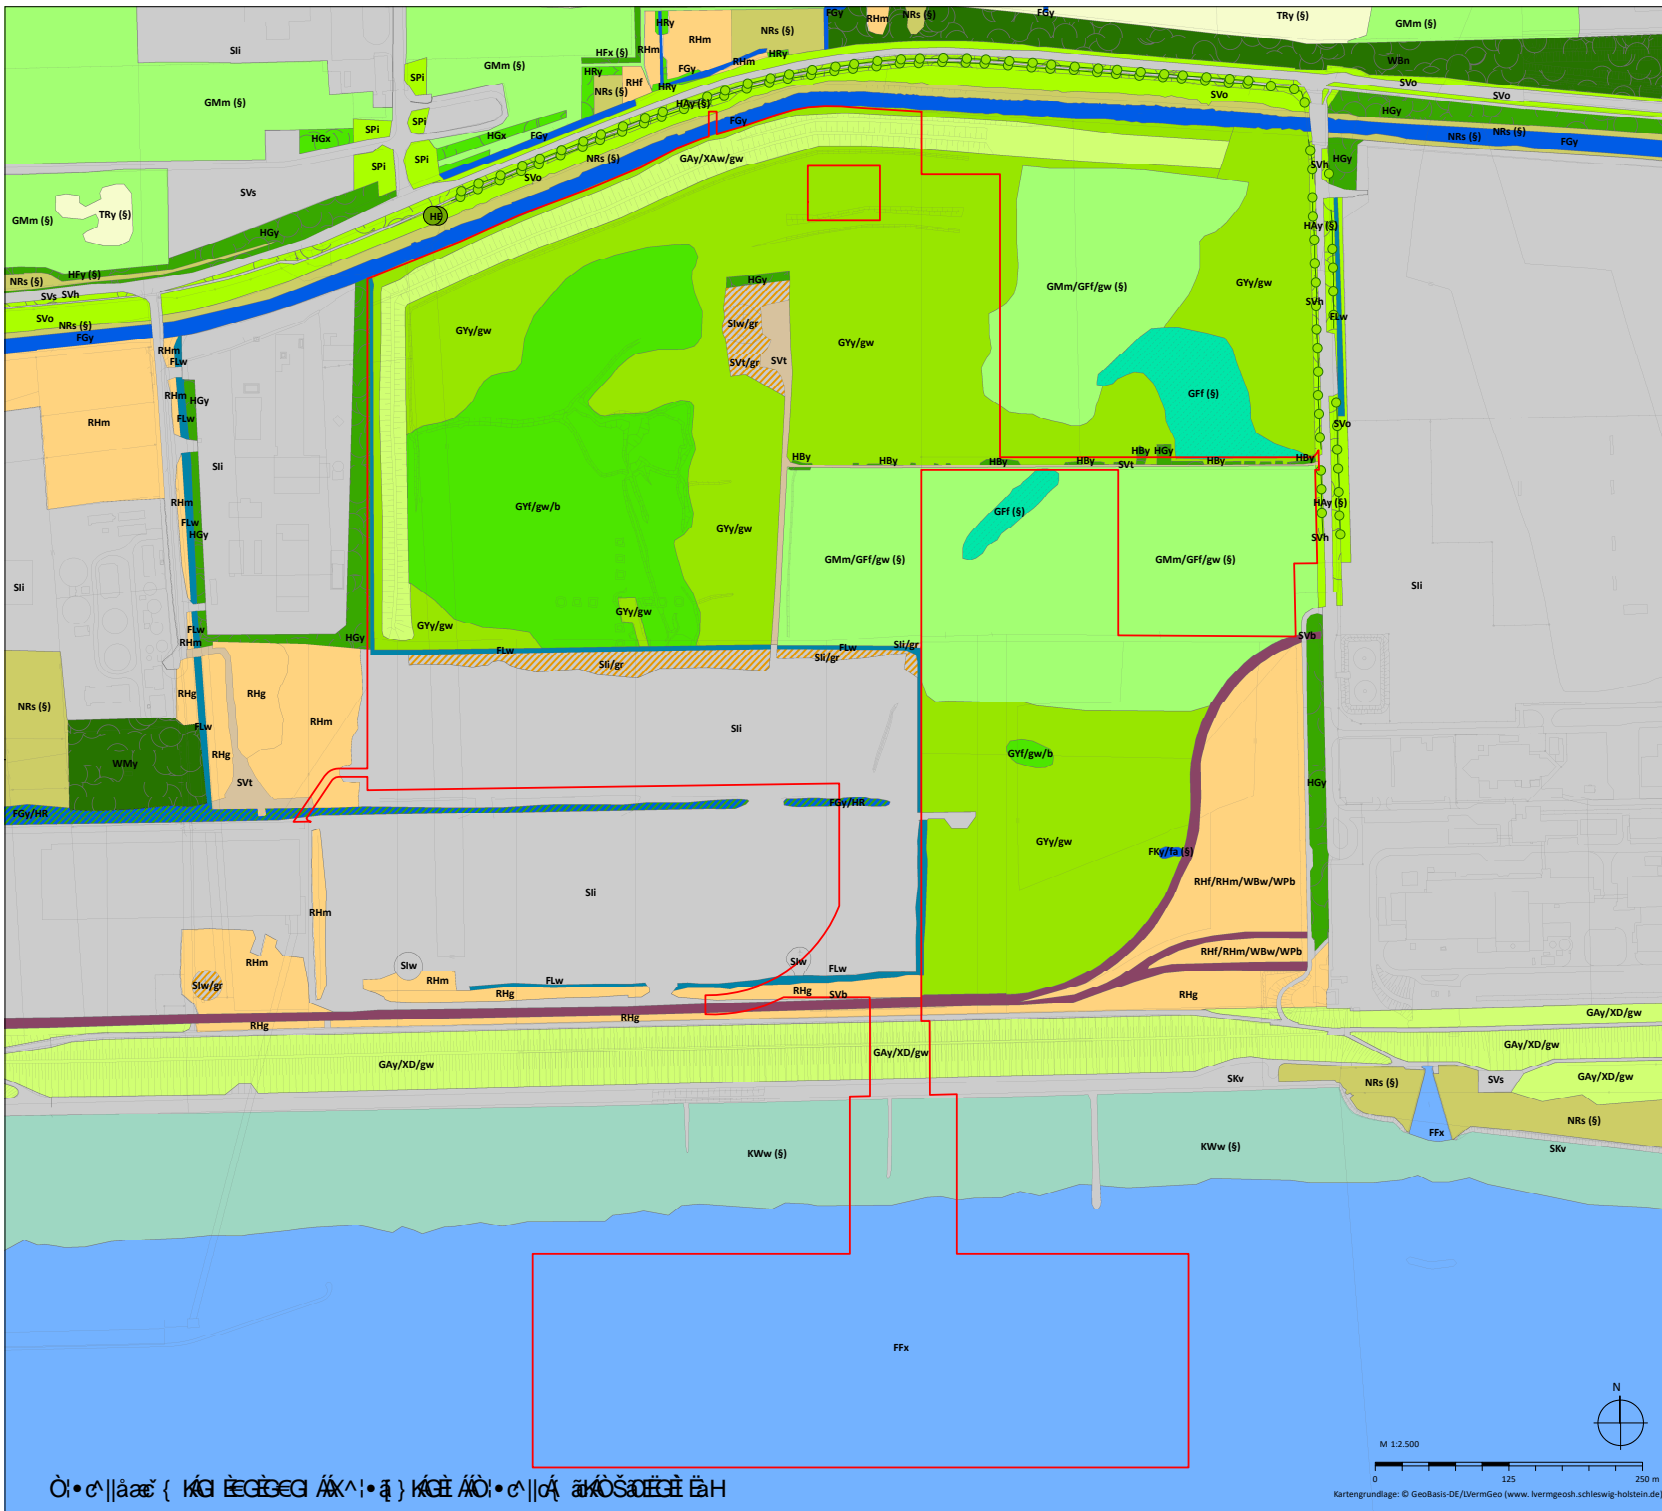 FGy
RHm
NRs (§)
FGy
TRy (§)
GMm (§)
HRy
NRs (§)
RHm
SIi
HFx (§)
RHm
HRy
RHm
WBn
GMm (§)
SPi
HRy
RHf
FGy
SVo
GMm (§)
NRs (§)
HRy
SVo
SVo
HAy (§)
HGy
SPi
FGy
SPi
HGx
HGx
FGy
NRs (§)
NRs (§)
FGy
SPi
SPi
NRs (§)
GAy/XAw/gw
SVh
HGy
SVo
SVs
GMm (§)
TRy (§)
HE
HAy (§)
HGy
HFy (§)
NRs (§)
SVs
SVh
SVo
NRs (§)
FGy
GYy/gw
HGy
GMm/GFf/gw (§)
GYy/gw
SVh
FLw
SIw/gr
GYy/gw
RHm
FLw
SVt/gr
SVt
GFf (§)
RHm
HGy
FLw
RHm
SVo
SIi
HBy
HBy
HBy
HBy
SVt
HBy
HGy
HBy
HBy
RHm
FLw
HGy
GYf/gw/b
GYy/gw
GFf (§)
HAy (§)
SVh
GMm/GFf/gw (§)
GMm/GFf/gw (§)
SIi
SIi
GYy/gw
GYy/gw
FLw
RHm
HGy
FLw
SIi/gr
FLw
SIi/gr
SIi/gr
SVb
RHg
RHg
NRs (§)
RHm
FLw
SIi
RHg
WMy
SVt
GYf/gw/b
HGy
FGy/HR
FGy/HR
GYy/gw
FKy/fa (§)
RHf/RHm/WBw/WPb
SIi
RHm
RHf/RHm/WBw/WPb
RHm
SIw
SIw
FLw
SIw/gr
RHm
FLw
RHg
RHg
SVb
RHg
RHg
RHg
GAy/XD/gw
GAy/XD/gw
GAy/XD/gw
GAy/XD/gw
SKv
NRs (§)
SVs
GAy/XD/gw
NRs (§)
FFx
SKv
KWw (§)
KWw (§)
FFx
N
M 1:2.500
0 125 250 m
Kartengrundlage: © GeoBasis-DE/LVermGeo (www. lvermgeosh.schleswig-holstein.de)